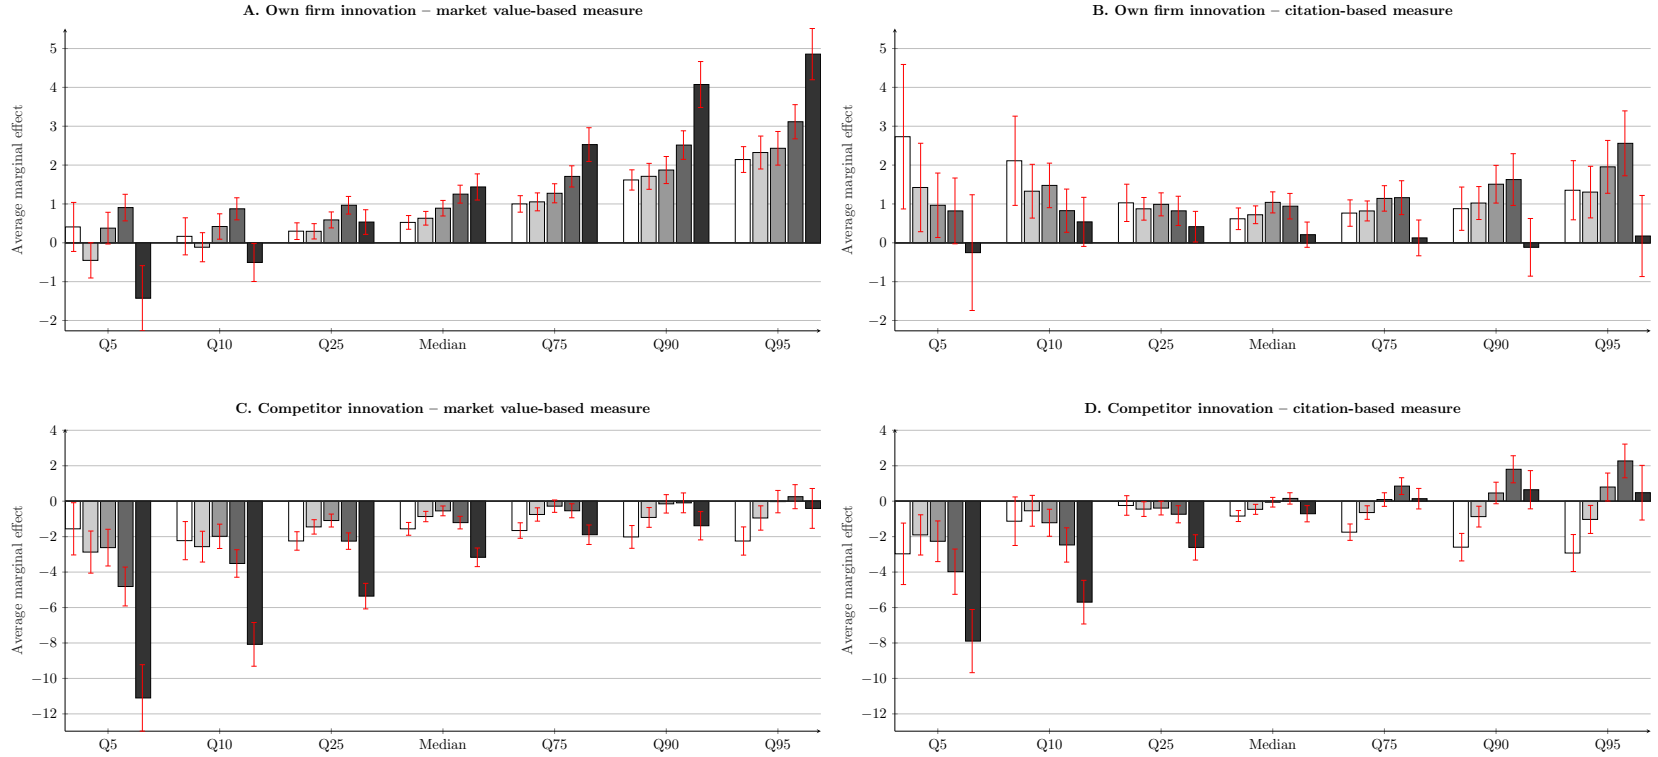 A. Own firm innovation – market value-based measure
Average marginal effect
5
4
3
2
1
0
−1
−2
Q5 Q10 Q25 Median Q75 Q90 Q95
B. Own firm innovation – citation-based measure
Average marginal effect
5
4
3
2
1
0
−1
−2
Q5 Q10 Q25 Median Q75 Q90 Q95
C. Competitor innovation – market value-based measure
Average marginal effect
4
2
0
−2
−4
−6
−8
−10
−12
Q5 Q10 Q25 Median Q75 Q90 Q95
D. Competitor innovation – citation-based measure
Average marginal effect
4
2
0
−2
−4
−6
−8
−10
−12
Q5 Q10 Q25 Median Q75 Q90 Q95